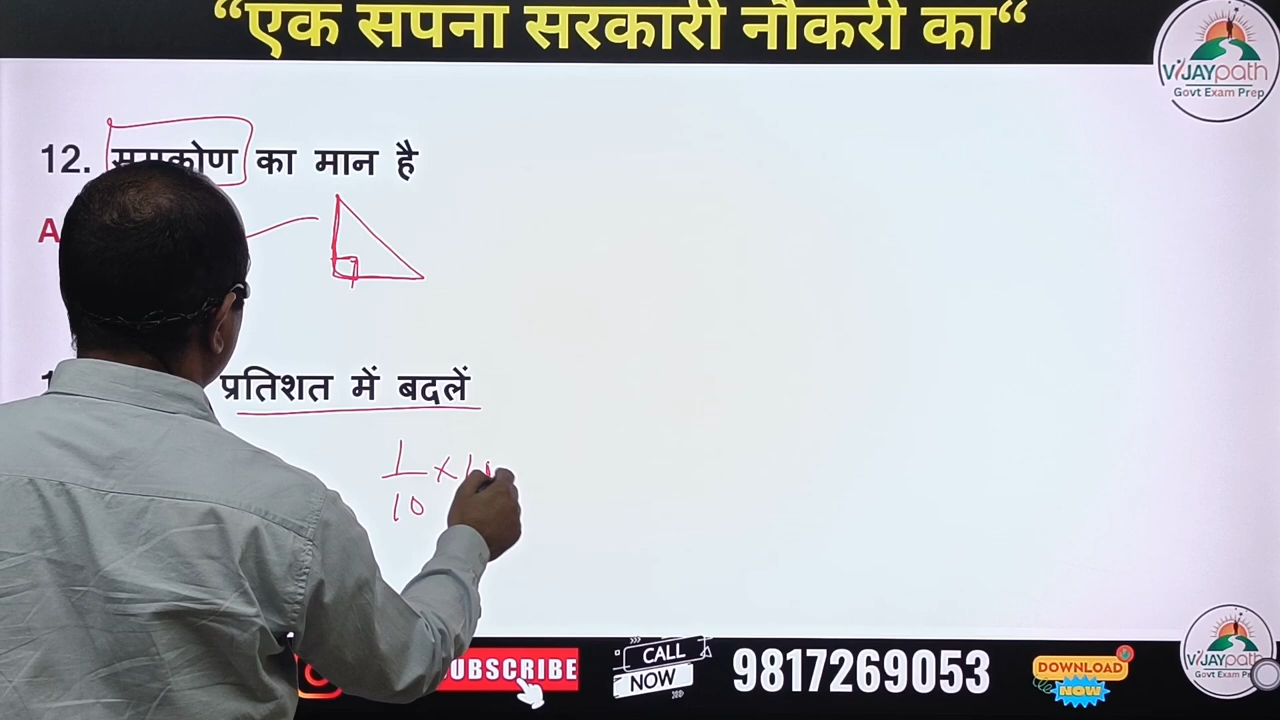 “एक सपना सरकारी नौकरी का“
VIJAYpath
Govt Exam Prep
12. समकोण का मान है
A
प्रतिशत में बदलें
1/10 × 10
SUBSCRIBE
CALL
NOW
9817269053
DOWNLOAD
NOW
VIJAYpath